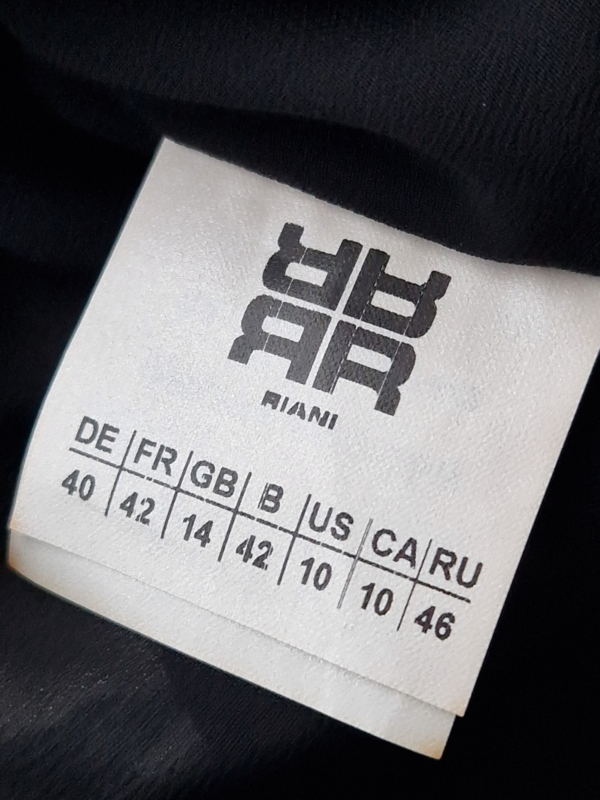 RIANI
DE FR GB B US CA RU
40 42 14 42 10 10 46